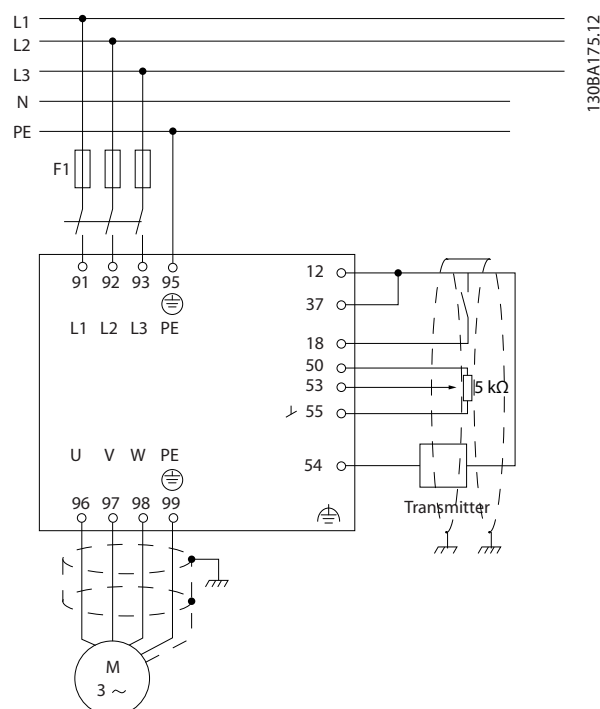 L1
L2
L3
N
PE
130BA175.12
F1
91 92 93 95
L1 L2 L3 PE
12
37
18
50
53
5 kΩ
55
54
Transmitter
U V W PE
96 97 98 99
M
3 ~